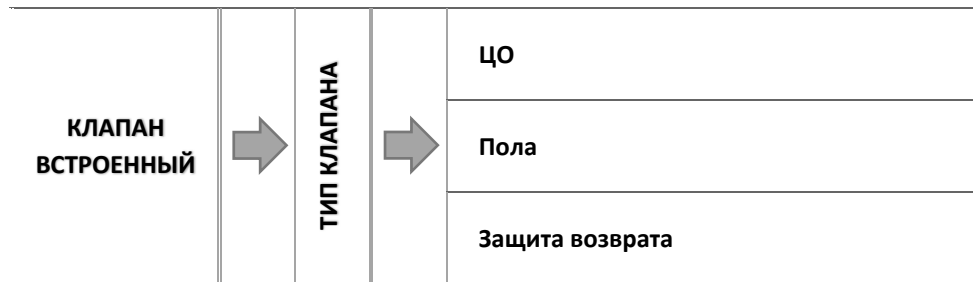 КЛАПАН
ВСТРОЕННЫЙ
ТИП КЛАПАНА
ЦО
Пола
Защита возврата